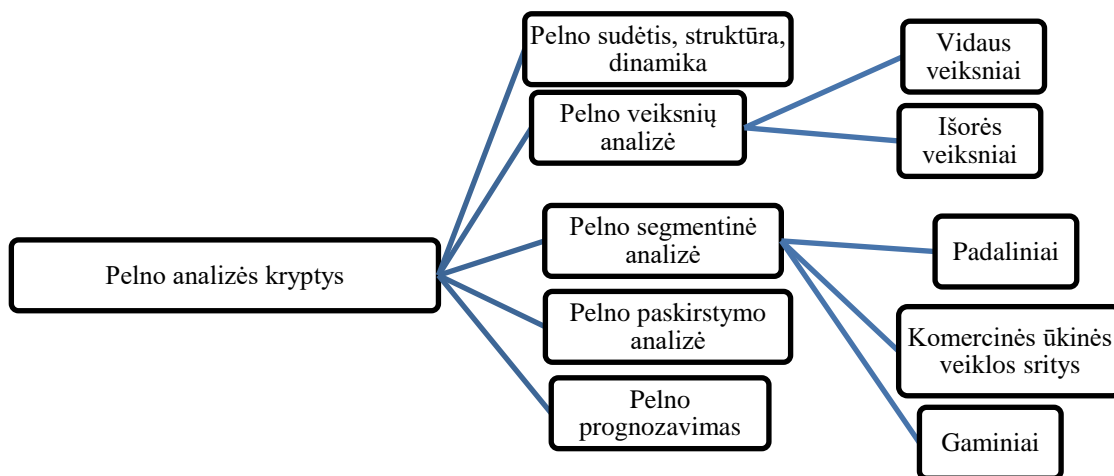 Pelno analizės kryptys
Pelno sudėtis, struktūra,
dinamika
Pelno veiksnių
analizė
Vidaus
veiksniai
Išorės
veiksniai
Pelno segmentinė
analizė
Padaliniai
Komercinės ūkinės
veiklos sritys
Gaminiai
Pelno paskirstymo
analizė
Pelno
prognozavimas